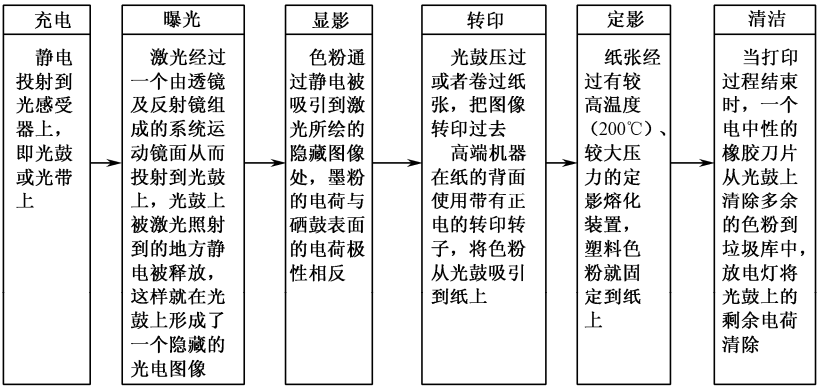 充电
静电
投射到
光感受
器上，
即光鼓
或光带
上
曝光
激光经过
一个由透镜
及反射镜组
成的系统运
动镜面从而
投射到光鼓
上，光鼓上
被激光照射
到的地方静
电被释放，
这样就在光
鼓上形成了
一个隐藏的
光电图像
显影
色粉通
过静电被
吸引到激
光所绘的
隐藏图像
处，墨粉
的电荷与
硒鼓表面
的电荷极
性相反
转印
光鼓压过
或者卷过纸
张，把图像
转印过去
高端机器
在纸的背面
使用带有正
电的转印转
子，将色粉
从光鼓吸引
到纸上
定影
纸张经
过有较
高温度
（200℃）、
较大压
力的定
影熔化
装置，
塑料色
粉就固
定到纸
上
清洁
当打印
过程结束
时，一个
电中性的
橡胶刀片
从光鼓上
清除多余
的色粉到
垃圾库中，
放电灯将
光鼓上的
剩余电荷
清除